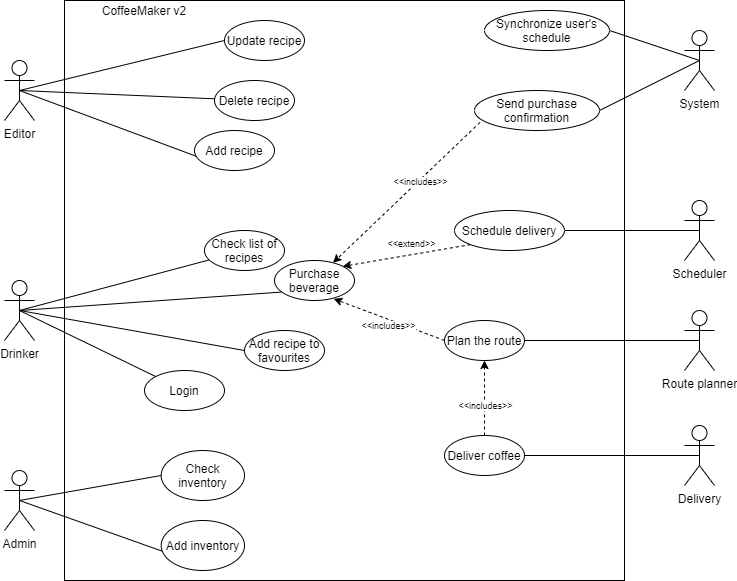 CoffeeMaker v2
Synchronize user's
schedule
Update recipe
Delete recipe
Send purchase
confirmation
System
Editor
Add recipe
<<includes>>
Check list of
recipes
Schedule delivery
<<extend>>
Scheduler
Purchase
beverage
<<includes>>
Drinker
Add recipe to
favourites
Plan the route
Route planner
Login
<<includes>>
Deliver coffee
Delivery
Check
inventory
Admin
Add inventory